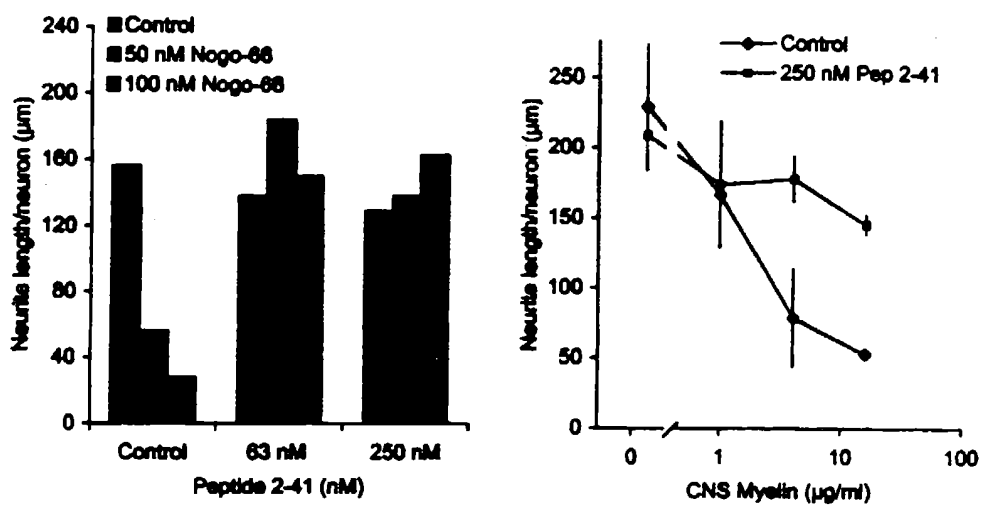 Control
50 nM Nogo-66
100 nM Nogo-66
240
200
160
120
80
40
0
Neurite length/neuron (µm)
Control 63 nM 250 nM
Peptide 2-41 (nM)
Control
250 nM Pep 2-41
250
200
150
100
50
0
Neurite length/neuron (µm]
0 1 10 100
CNS Myelin (µg/ml)